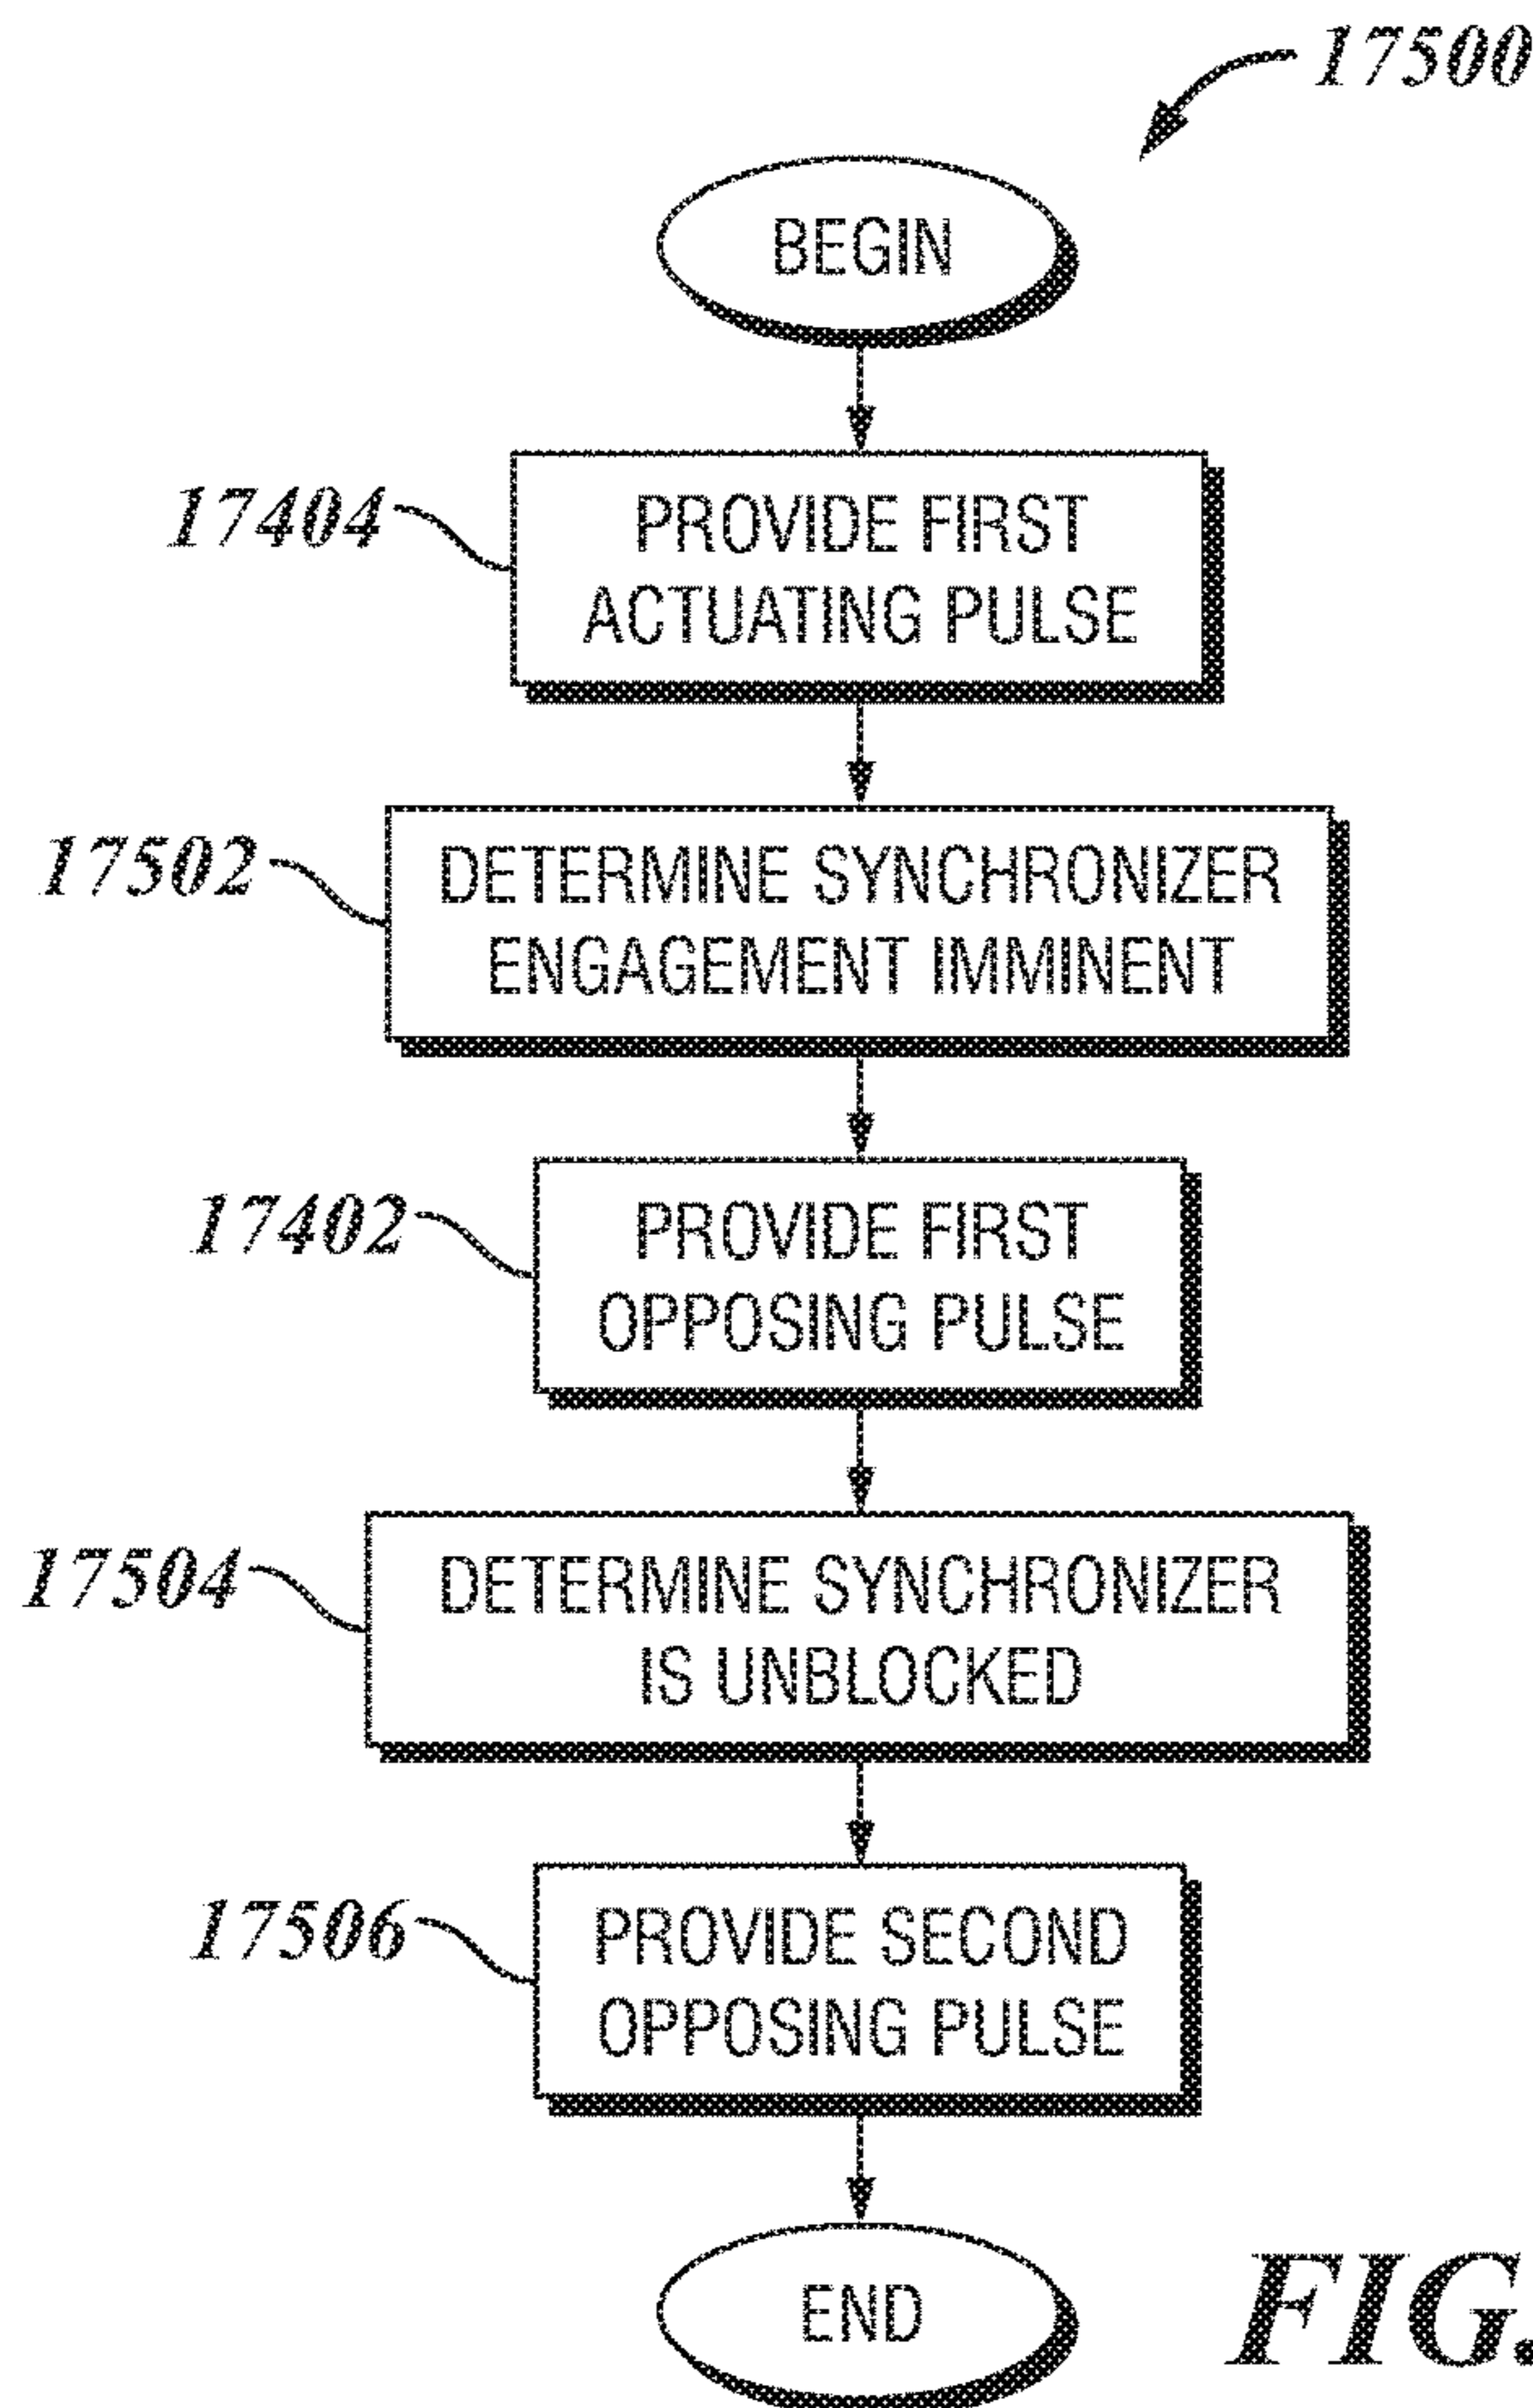 17500
BEGIN
17404
PROVIDE FIRST
ACTUATING PULSE
17502
DETERMINE SYNCHRONIZER
ENGAGEMENT IMMINENT
17402
PROVIDE FIRST
OPPOSING PULSE
17504
DETERMINE SYNCHRONIZER
IS UNBLOCKED
17506
PROVIDE SECOND
OPPOSING PULSE
END
FIG.